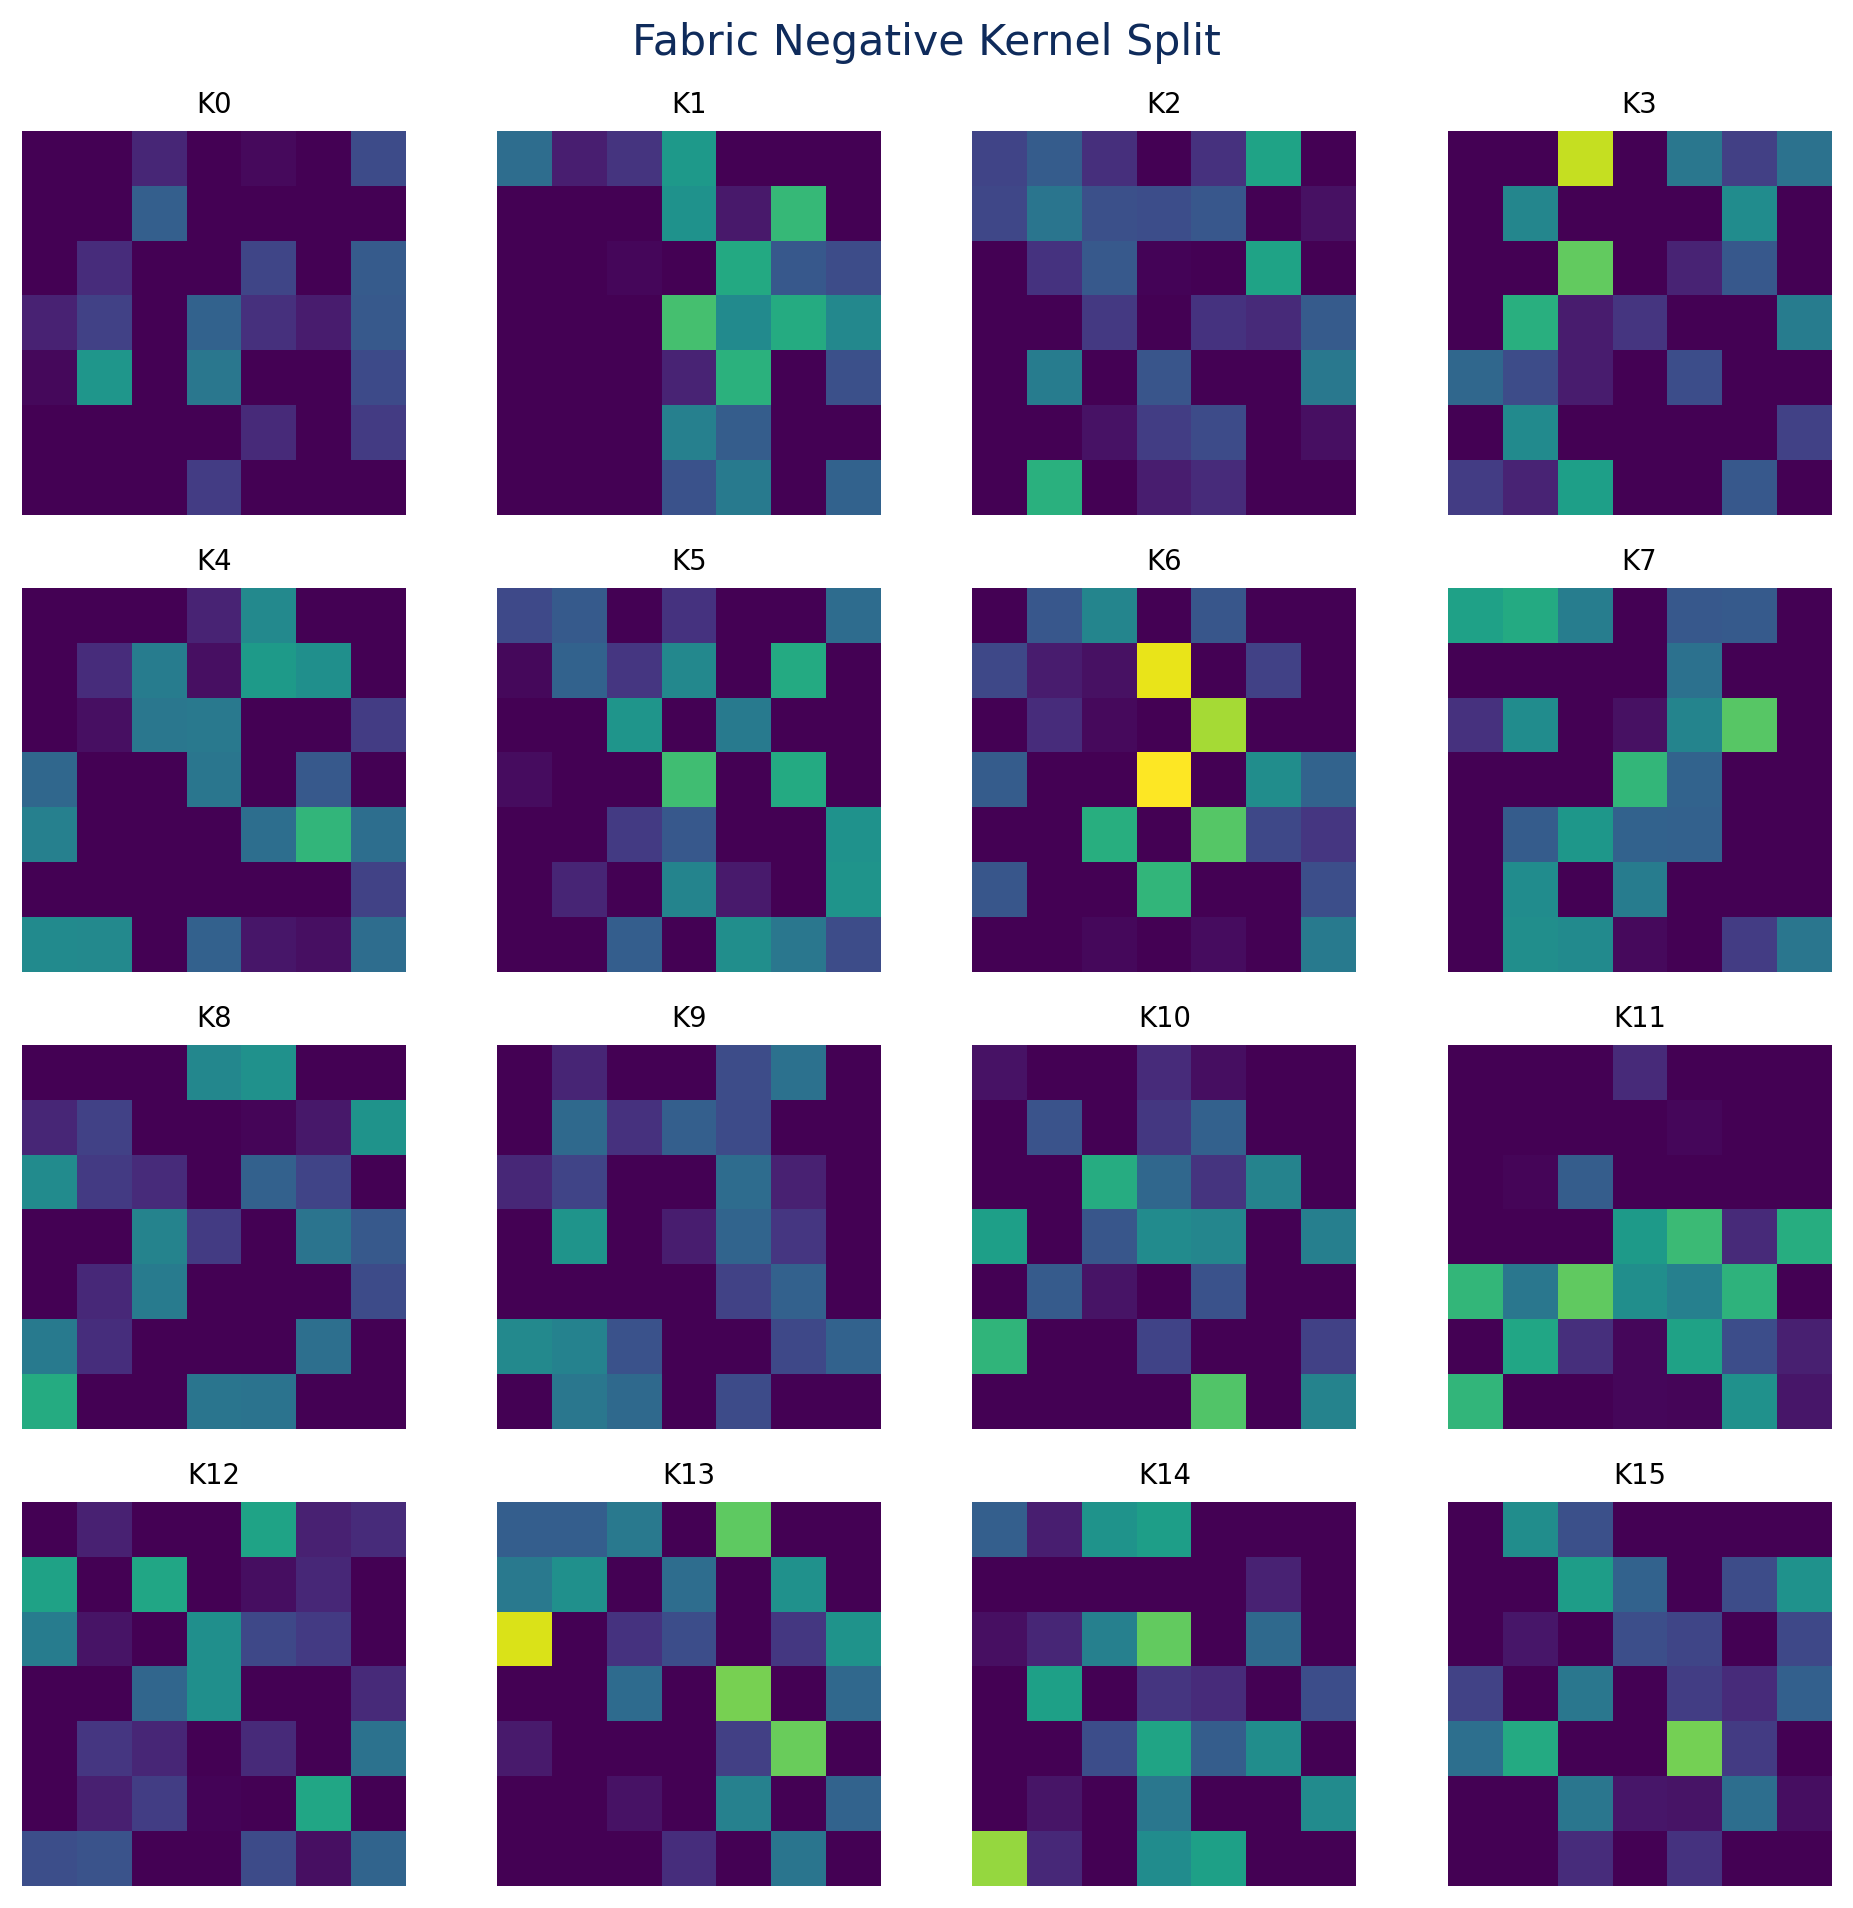 Fabric Negative Kernel Split
K0 K1 K2 K3
K4 K5 K6 K7
K8 K9 K10 K11
K12 K13 K14 K15